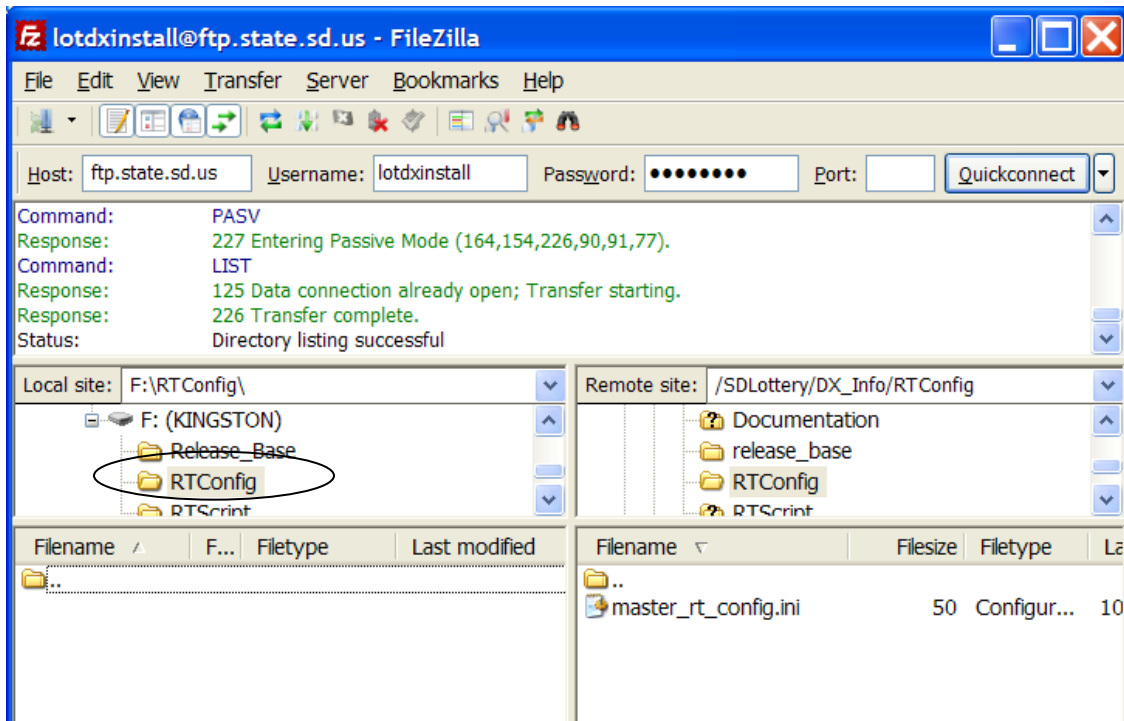 lotdxinstall@ftp.state.sd.us - FileZilla
File Edit View Transfer Server Bookmarks Help
Host: ftp.state.sd.us Username: lotdxinstall Password: ●●●●●●●● Port: Quickconnect
Command: PASV
Response: 227 Entering Passive Mode (164,154,226,90,91,77).
Command: LIST
Response: 125 Data connection already open; Transfer starting.
Response: 226 Transfer complete.
Status: Directory listing successful
Local site: F:\RTConfig\
F: (KINGSTON)
Release_Base
RTConfig
RTScript
Remote site: /SDLottery/DX_Info/RTConfig
Documentation
release_base
RTConfig
RTScript
Filename F... Filetype Last modified
..
Filename Filesize Filetype La
..
master_rt_config.ini 50 Configur... 10